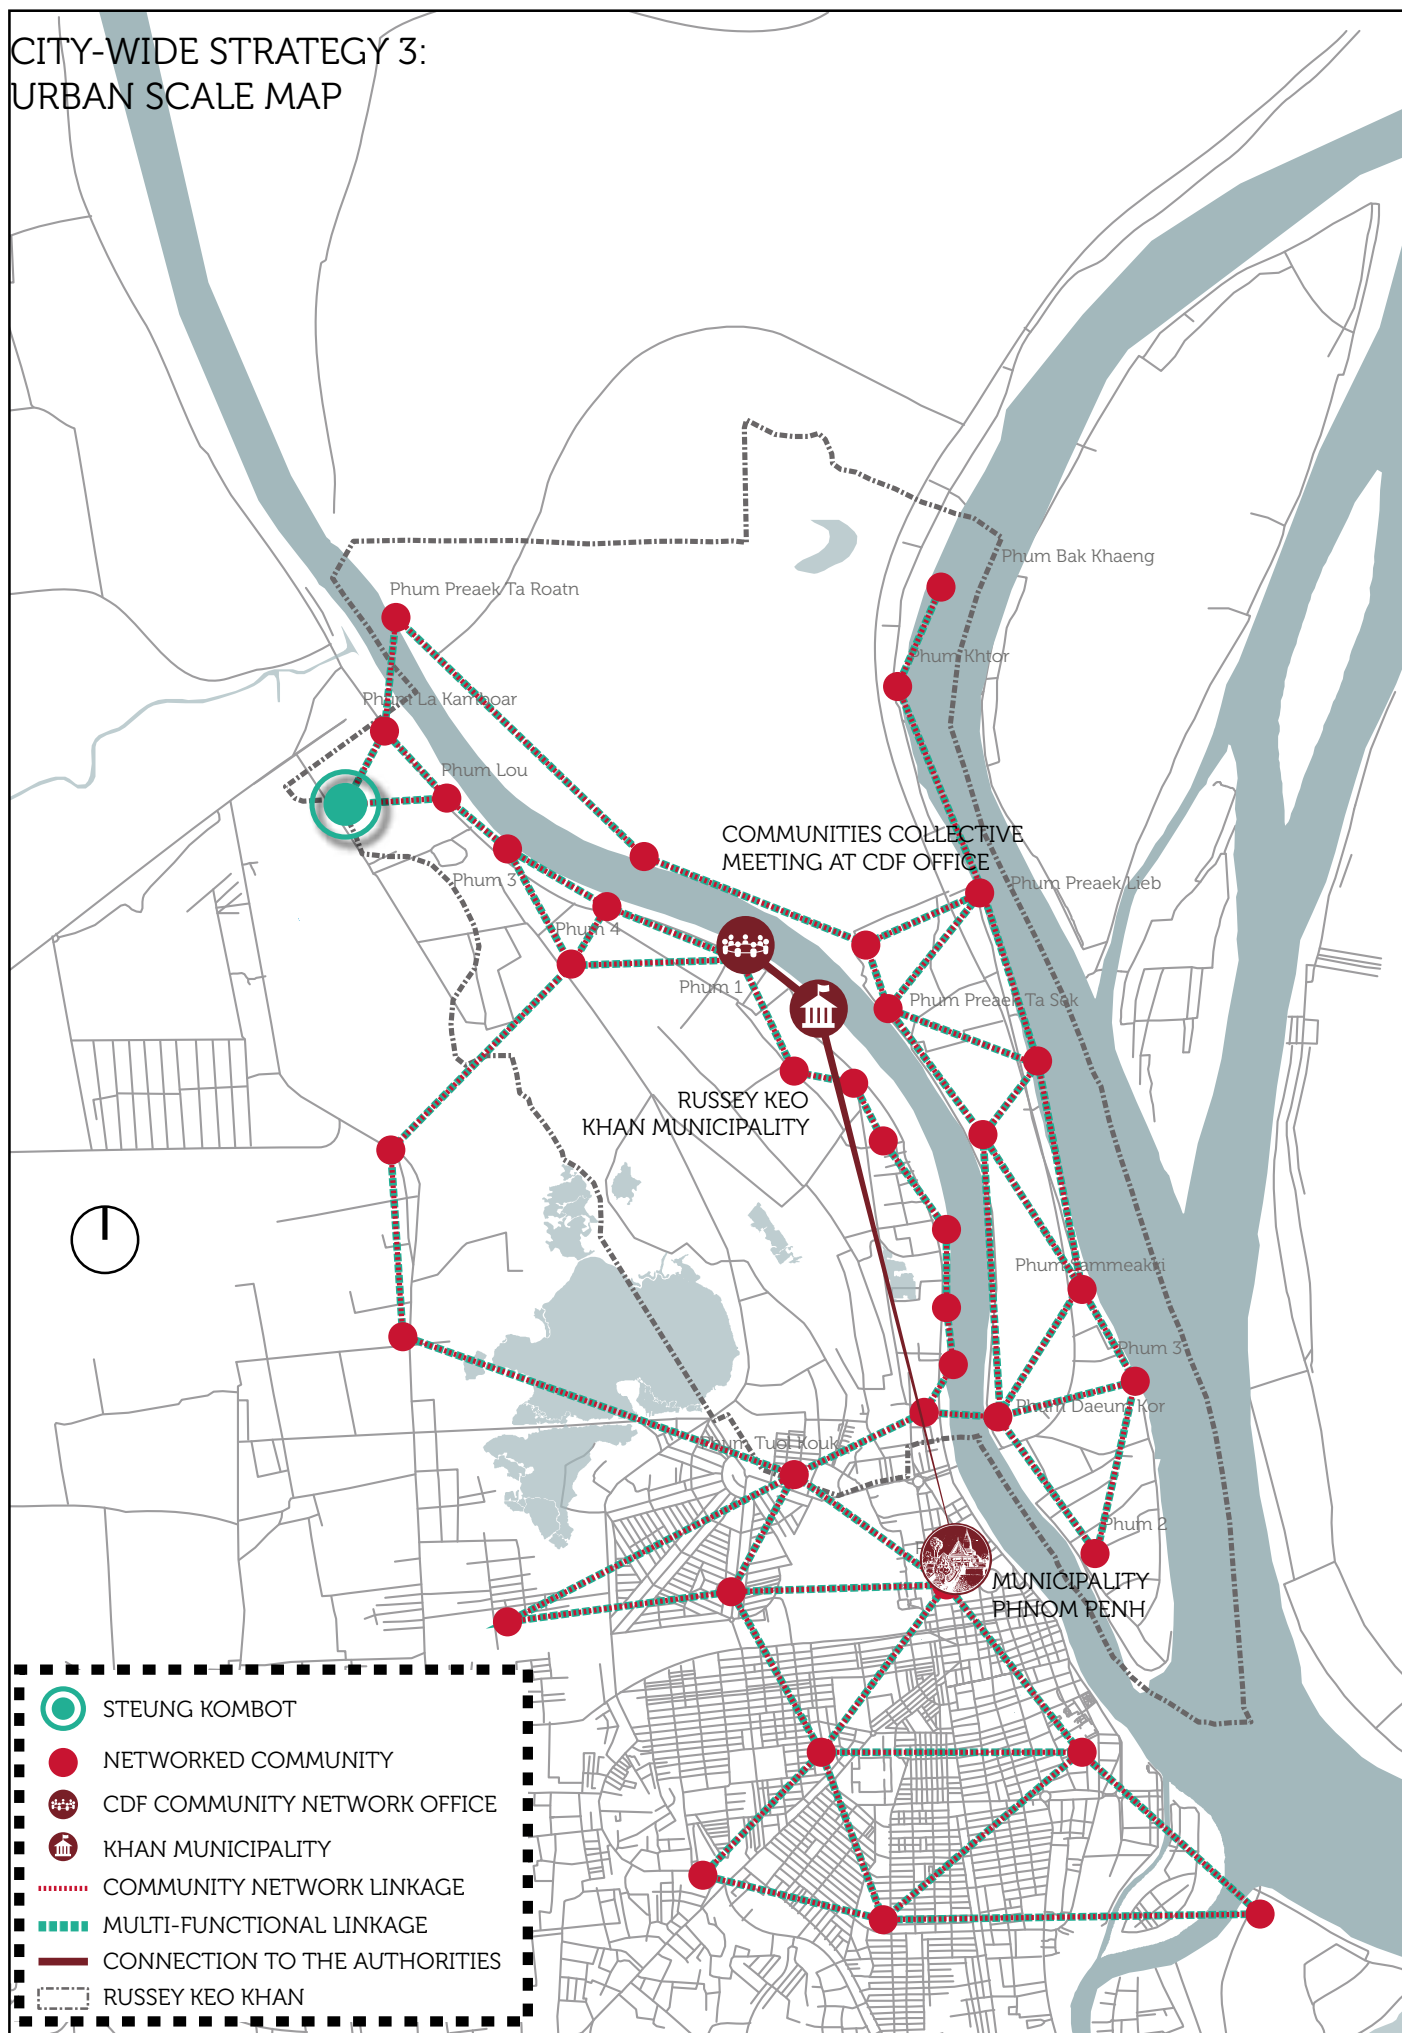 CITY-WIDE STRATEGY 3:
URBAN SCALE MAP
Phum Bak Khaeng
Phum Preaek Ta Roatn
Phum Khtor
Phum La Kamboar
Phum Lou
COMMUNITIES COLLECTIVE
MEETING AT CDF OFFICE
Phum 3
Phum Preaek Lieb
Phum 4
Phum 1
Phum Preaek Ta Sek
RUSSEY KEO
KHAN MUNICIPALITY
Phum
Phum 3
Phum Daeum Kor
Phum Tuol Kouk
Phum 2
MUNICIPALITY
PHNOM PENH
STEUNG KOMBOT
NETWORKED COMMUNITY
CDF COMMUNITY NETWORK OFFICE
KHAN MUNICIPALITY
COMMUNITY NETWORK LINKAGE
MULTI-FUNCTIONAL LINKAGE
CONNECTION TO THE AUTHORITIES
RUSSEY KEO KHAN